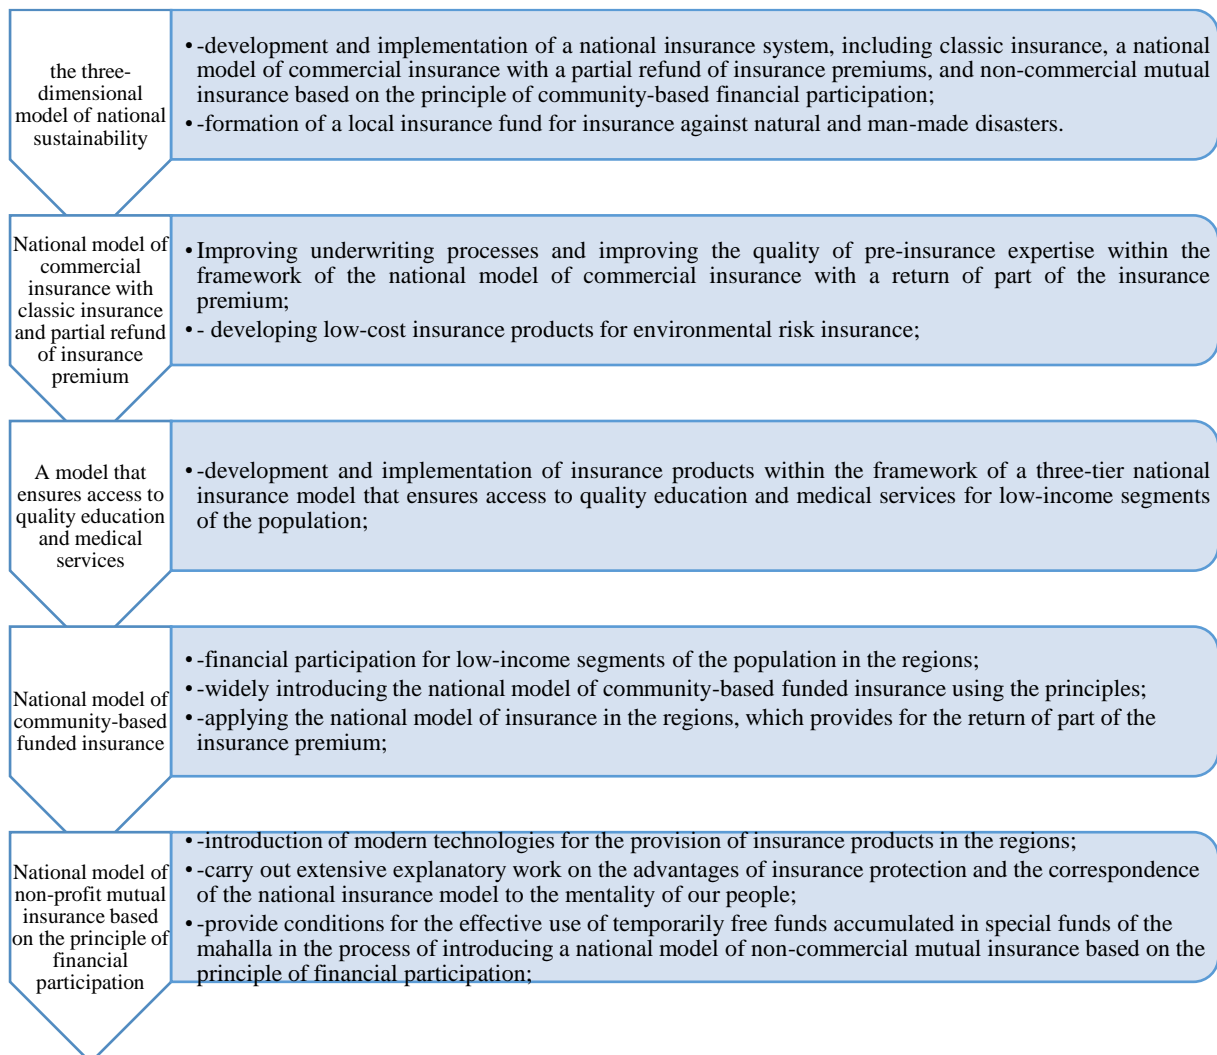 the three-
dimensional
model of national
sustainability
• -development and implementation of a national insurance system, including classic insurance, a national
model of commercial insurance with a partial refund of insurance premiums, and non-commercial mutual
insurance based on the principle of community-based financial participation;
• -formation of a local insurance fund for insurance against natural and man-made disasters.
National model of
commercial
insurance with
classic insurance
and partial refund
of insurance
premium
• Improving underwriting processes and improving the quality of pre-insurance expertise within the
framework of the national model of commercial insurance with a return of part of the insurance
premium;
• - developing low-cost insurance products for environmental risk insurance;
A model that
ensures access to
quality education
and medical
services
• -development and implementation of insurance products within the framework of a three-tier national
insurance model that ensures access to quality education and medical services for low-income segments
of the population;
National model of
community-based
funded insurance
• -financial participation for low-income segments of the population in the regions;
• -widely introducing the national model of community-based funded insurance using the principles;
• -applying the national model of insurance in the regions, which provides for the return of part of the
insurance premium;
National model of
non-profit mutual
insurance based
on the principle of
financial
participation
• -introduction of modern technologies for the provision of insurance products in the regions;
• -carry out extensive explanatory work on the advantages of insurance protection and the correspondence
of the national insurance model to the mentality of our people;
• -provide conditions for the effective use of temporarily free funds accumulated in special funds of the
mahalla in the process of introducing a national model of non-commercial mutual insurance based on the
principle of financial participation;